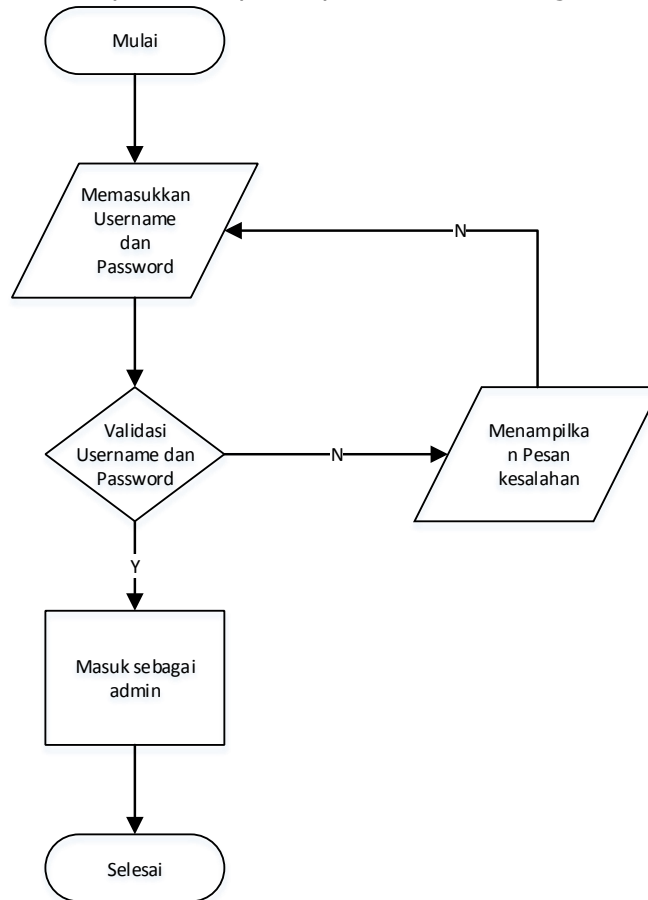 Mulai
Memasukkan
Username
dan
Password
N
Validasi
Username dan
Password
N
Menampilka
n Pesan
kesalahan
Y
Masuk sebagai
admin
Selesai